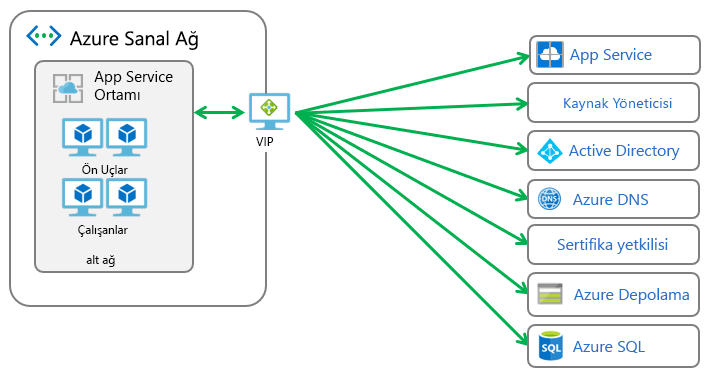 Azure Sanal Ağ
App Service
Ortamı
Ön Uçlar
Çalışanlar
alt ağ
VIP
App Service
Kaynak Yöneticisi
Active Directory
DNS
Azure DNS
Sertifika yetkilisi
Azure Depolama
SQL
Azure SQL